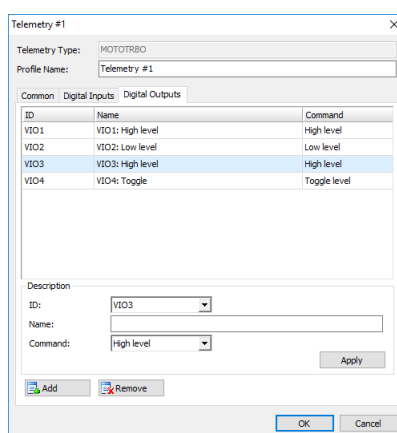 Telemetry #1
Telemetry Type: MOTOTRBO
Profile Name: Telemetry #1
Common Digital Inputs Digital Outputs
ID Name Command
VIO1 VIO1: High level High level
VIO2 VIO2: Low level Low level
VIO3 VIO3: High level High level
VIO4 VIO4: Toggle Toggle level
Description
ID: VIO3
Name:
Command: High level
Apply
Add Remove
OK Cancel